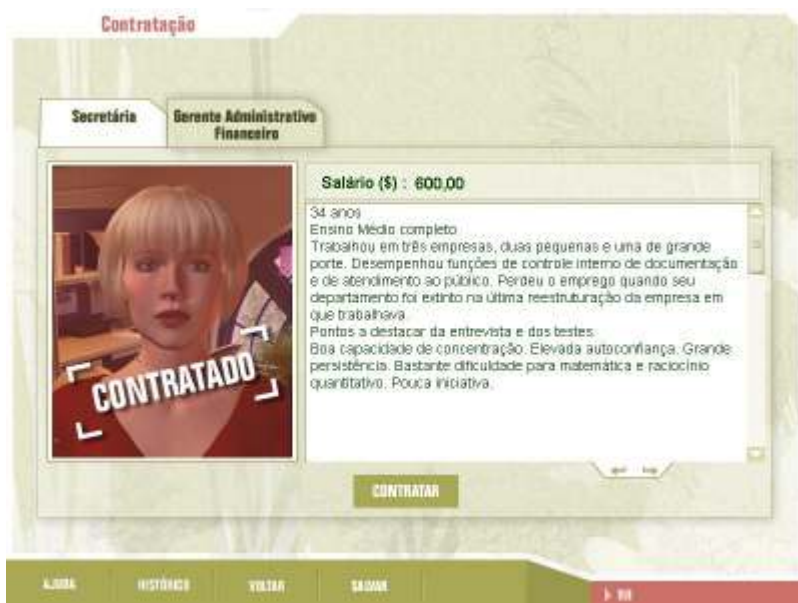 Contratação
Secretária
Gerente Administrativo
Financeiro
Salário ($) : 600,00
34 anos
Ensino Médio completo
Trabalhou em três empresas, duas pequenas e uma de grande
porte. Desempenhou funções de controle interno de documentação
e de atendimento ao público. Perdeu o emprego quando seu
departamento foi extinto na última reestruturação da empresa em
que trabalhava.
Pontos a destacar da entrevista e dos testes.
Boa capacidade de concentração. Elevada autoconfiança. Grande
persistência. Bastante dificuldade para matemática e raciocínio
quantitativo. Pouca iniciativa.
CONTRATADO
CONTRATAR
AJUDA
HISTÓRICO
VOLTAR
SALVAR
RH